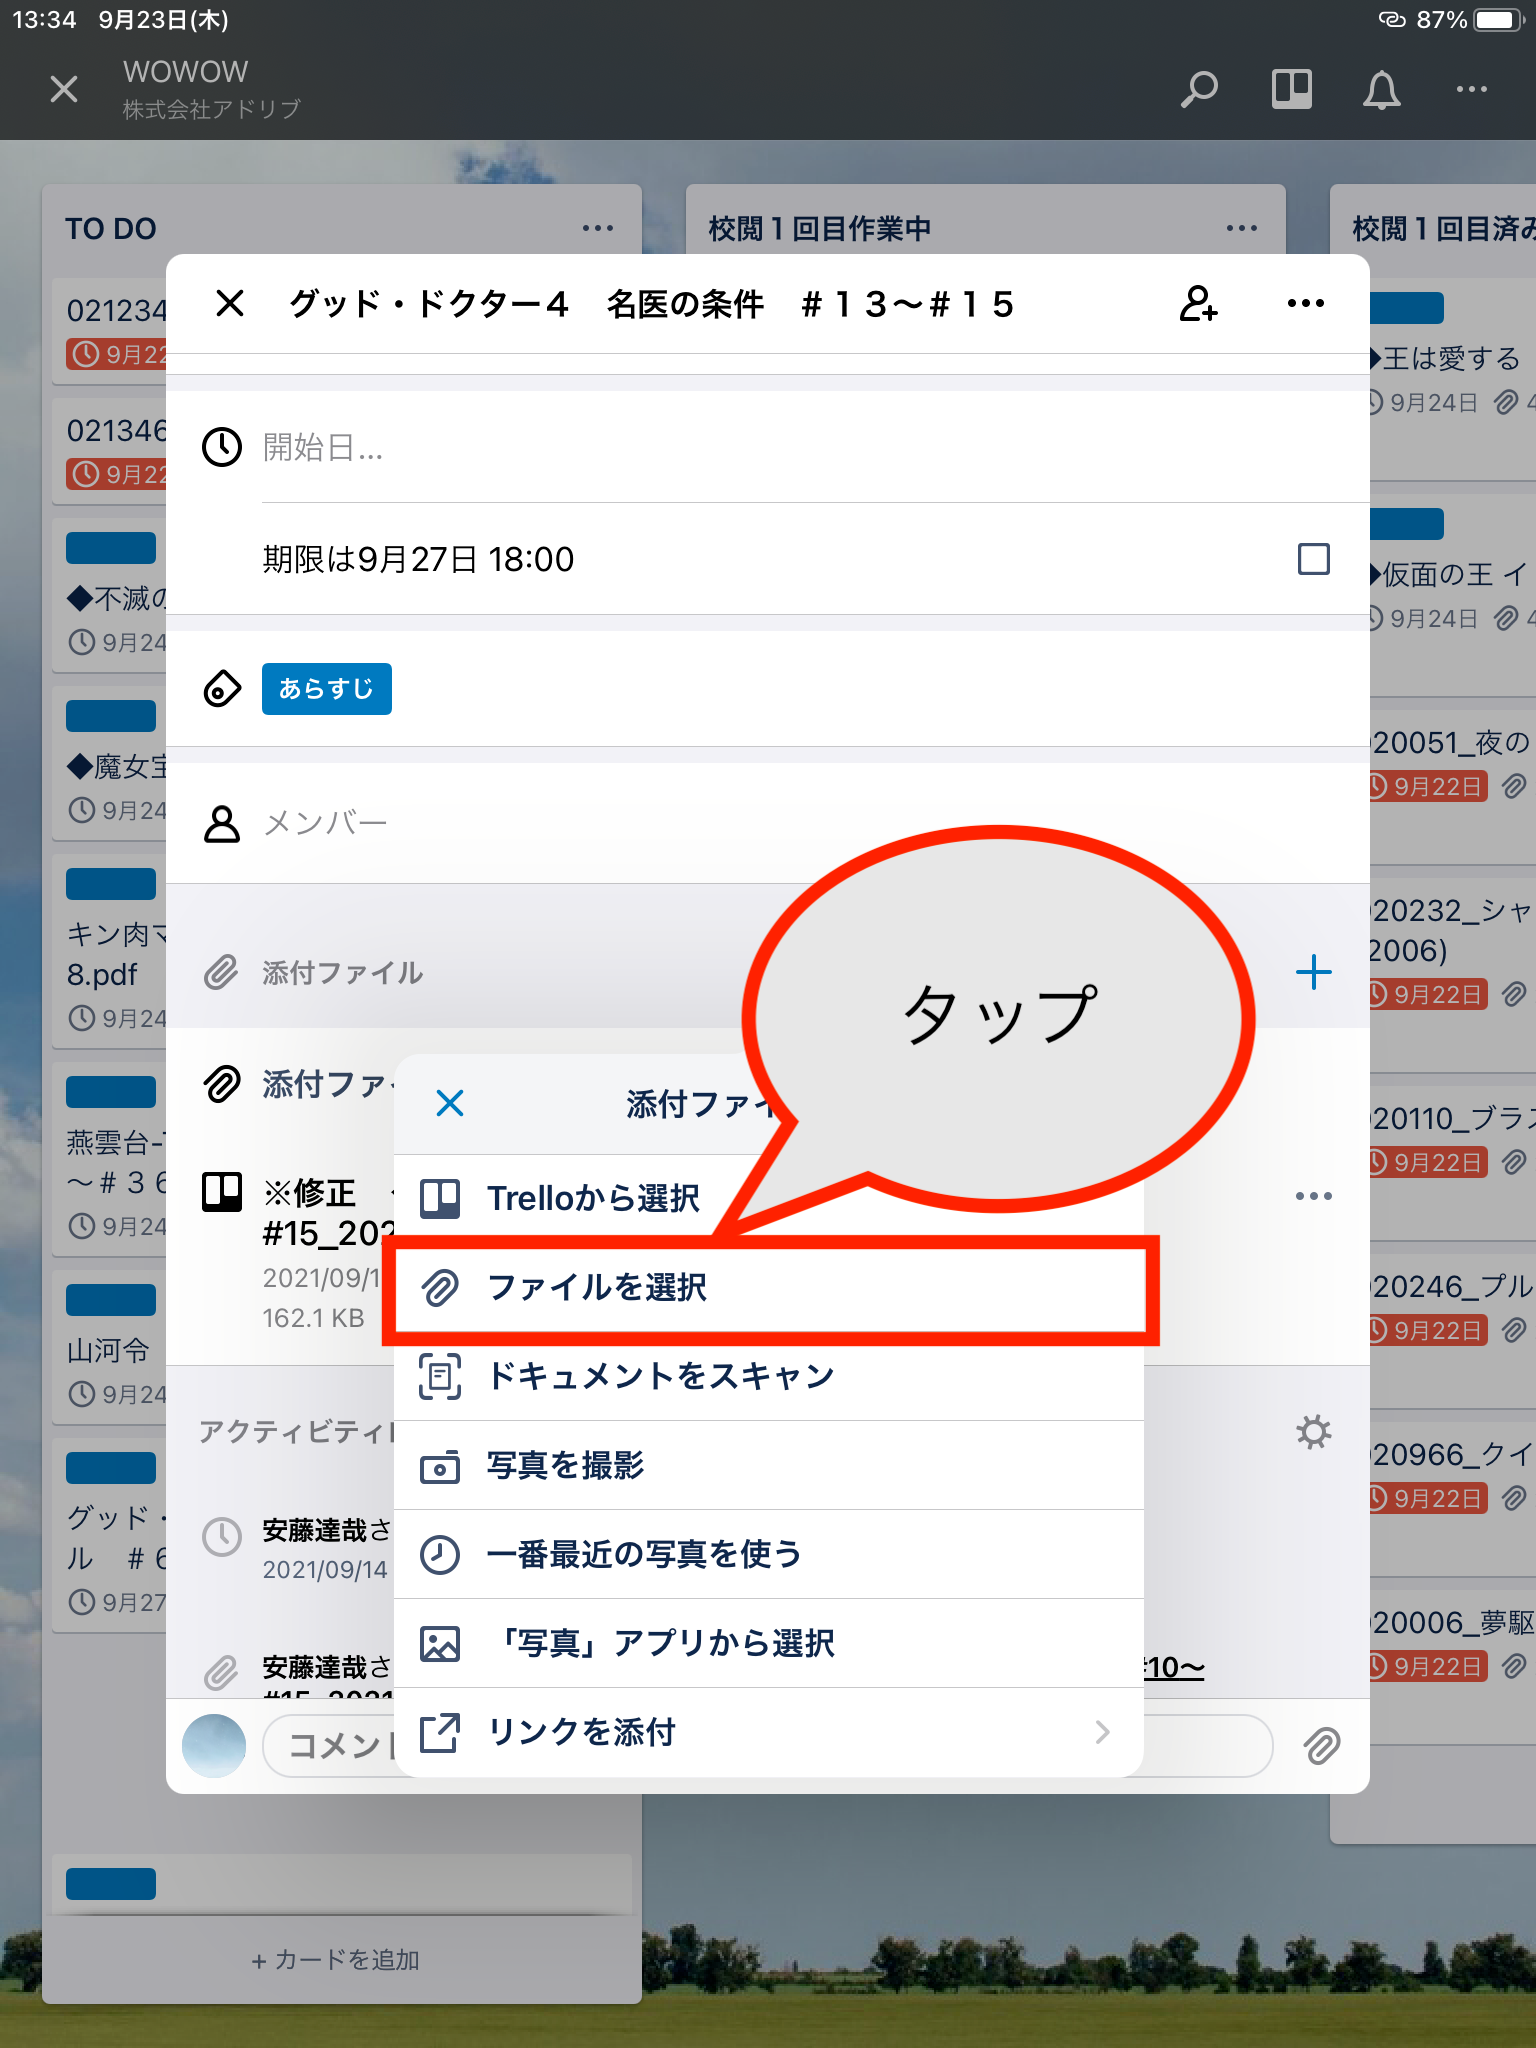 13:34 9月23日(木)
87%
WOWOW
株式会社アドリブ
TO DO
校閲１回目作業中
校閲１回目済み
021234
9月22
021346
9月22
◆不滅の
9月24
◆魔女宝
9月24
キン肉マ
8.pdf
9月24
燕雲台-
～＃３６
9月24
山河令
9月24
グッド・
ル　＃６
9月27
+ カードを追加
グッド・ドクター４　名医の条件　＃１３～＃１５
開始日...
期限は9月27日 18:00
あらすじ
メンバー
添付ファイル
添付ファイ
※修正
#15_202
2021/09/1
162.1 KB
アクティビティ
安藤達哉さ
2021/09/14
安藤達哉さ
#10～
#15_2021
コメント
タップ
添付ファイ
Trelloから選択
ファイルを選択
ドキュメントをスキャン
写真を撮影
一番最近の写真を使う
「写真」アプリから選択
リンクを添付
◆王は愛する
9月24日 4
◆仮面の王 イ
9月24日 4
20051_夜の
9月22日
20232_シャ
2006)
9月22日
20110_ブラス
9月22日
20246_プル
9月22日
20966_クイ
9月22日
20006_夢駆
9月22日